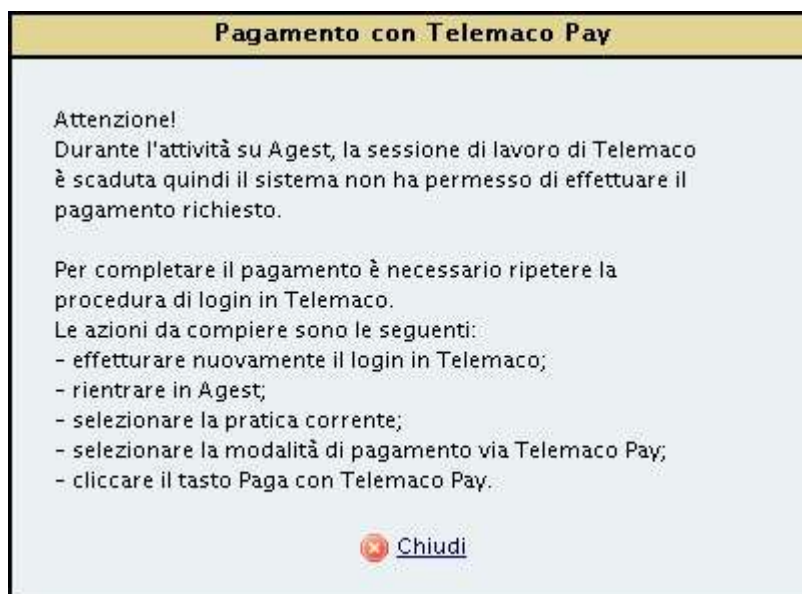 Pagamento con Telemaco Pay
Attenzione!
Durante l'attività su Agest, la sessione di lavoro di Telemaco
è scaduta quindi il sistema non ha permesso di effettuare il
pagamento richiesto.
Per completare il pagamento è necessario ripetere la
procedura di login in Telemaco.
Le azioni da compiere sono le seguenti:
- effetturare nuovamente il login in Telemaco;
- rientrare in Agest;
- selezionare la pratica corrente;
- selezionare la modalità di pagamento via Telemaco Pay;
- cliccare il tasto Paga con Telemaco Pay.
Chiudi